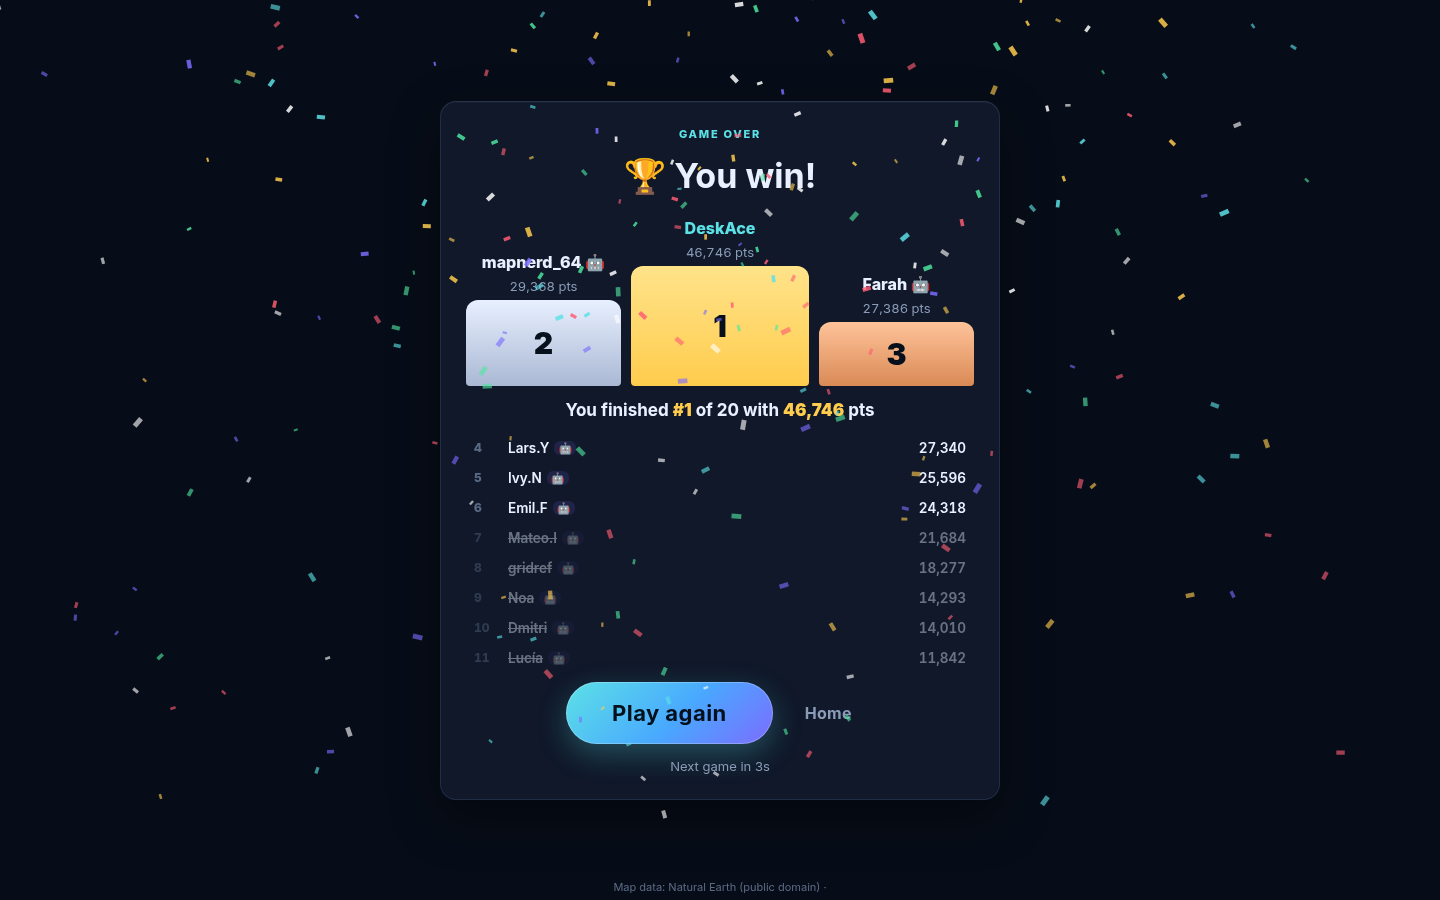 GAME OVER
🏆 You win!
DeskAce
46,746 pts
mapnerd_64 🤖
29,368 pts
Farah 🤖
27,386 pts
2
1
3
You finished #1 of 20 with 46,746 pts
4 Lars.Y 🤖 27,340
5 Ivy.N 🤖 25,596
6 Emil.F 🤖 24,318
7 Mateo.I 🤖 21,684
8 gridref 🤖 18,277
9 Noa 🤖 14,293
10 Dmitri 🤖 14,010
11 Lucía 🤖 11,842
Play again
Home
Next game in 3s
Map data: Natural Earth (public domain) ·